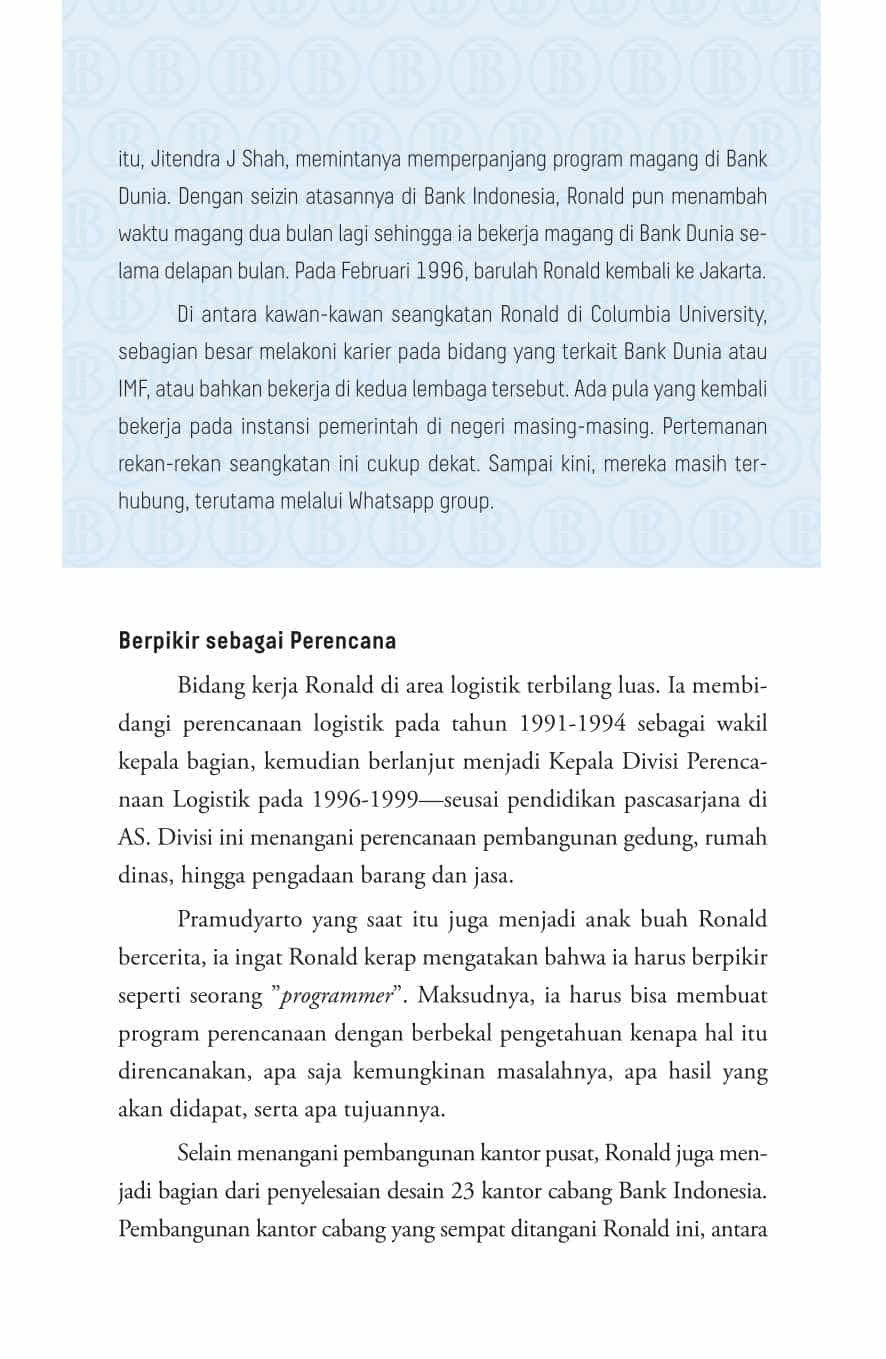 itu, Jitendra J Shah, memintanya memperpanjang program magang di Bank
Dunia. Dengan seizin atasannya di Bank Indonesia, Ronald pun menambah
waktu magang dua bulan lagi sehingga ia bekerja magang di Bank Dunia se-
lama delapan bulan. Pada Februari 1996, barulah Ronald kembali ke Jakarta.
Di antara kawan-kawan seangkatan Ronald di Columbia University,
sebagian besar melakoni karier pada bidang yang terkait Bank Dunia atau
IMF, atau bahkan bekerja di kedua lembaga tersebut. Ada pula yang kembali
bekerja pada instansi pemerintah di negeri masing-masing. Pertemanan
rekan-rekan seangkatan ini cukup dekat. Sampai kini, mereka masih ter-
hubung, terutama melalui Whatsapp group.
Berpikir sebagai Perencana
Bidang kerja Ronald di area logistik terbilang luas. Ia membi-
dangi perencanaan logistik pada tahun 1991-1994 sebagai wakil
kepala bagian, kemudian berlanjut menjadi Kepala Divisi Perenca-
naan Logistik pada 1996-1999—seusai pendidikan pascasarjana di
AS. Divisi ini menangani perencanaan pembangunan gedung, rumah
dinas, hingga pengadaan barang dan jasa.
Pramudyarto yang saat itu juga menjadi anak buah Ronald
bercerita, ia ingat Ronald kerap mengatakan bahwa ia harus berpikir
seperti seorang ”programmer”. Maksudnya, ia harus bisa membuat
program perencanaan dengan berbekal pengetahuan kenapa hal itu
direncanakan, apa saja kemungkinan masalahnya, apa hasil yang
akan didapat, serta apa tujuannya.
Selain menangani pembangunan kantor pusat, Ronald juga men-
jadi bagian dari penyelesaian desain 23 kantor cabang Bank Indonesia.
Pembangunan kantor cabang yang sempat ditangani Ronald ini, antara